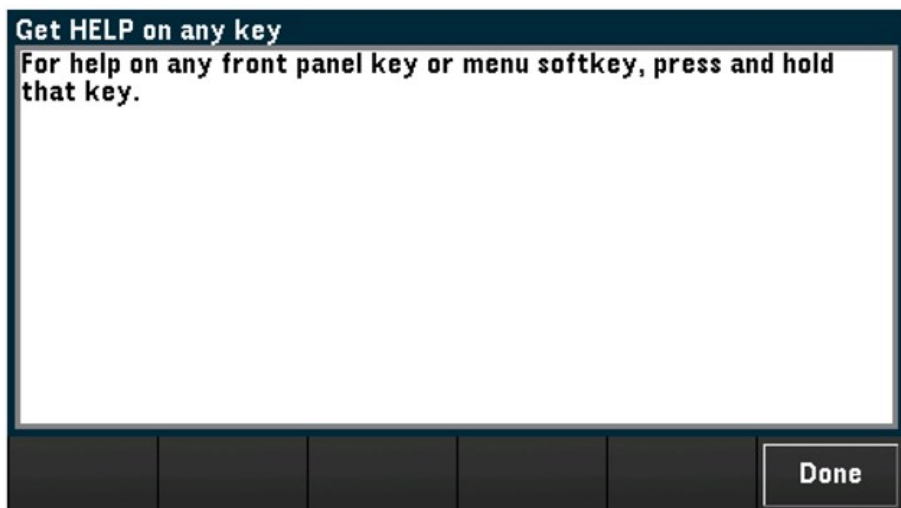 Get HELP on any key
For help on any front panel key or menu softkey, press and hold
that key.
Done